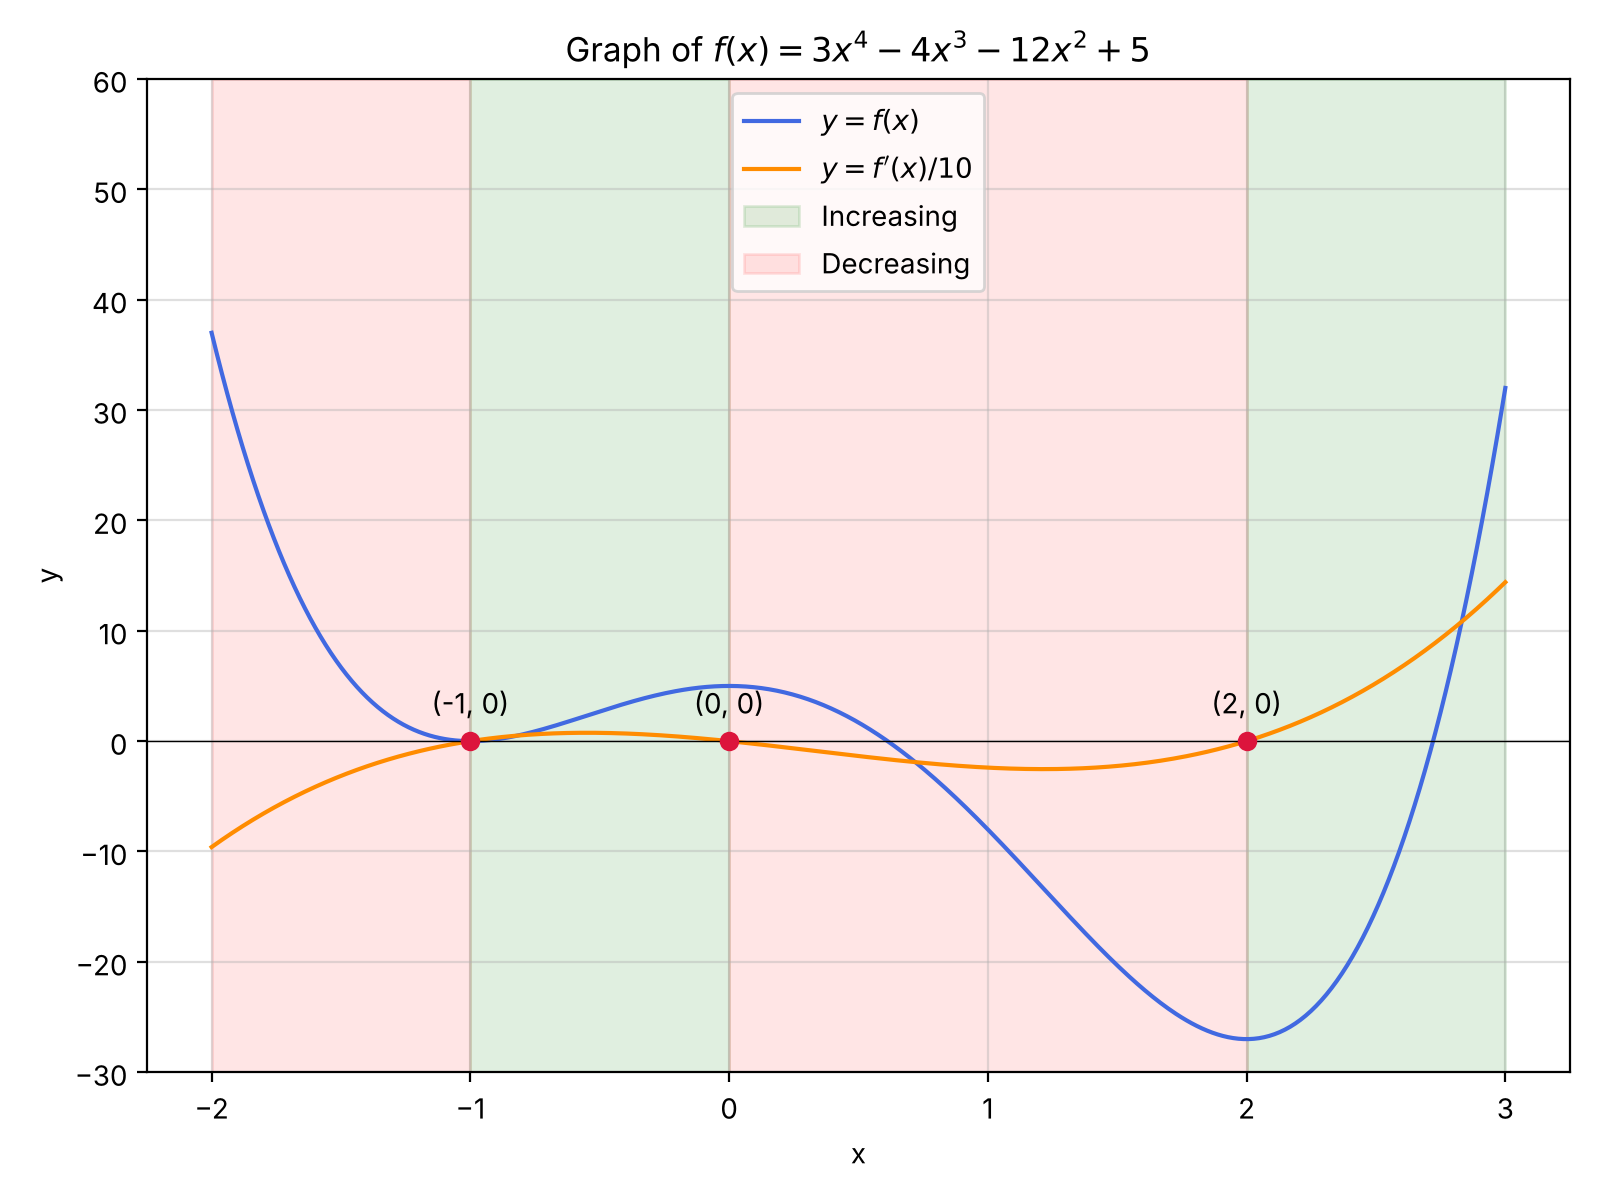 Graph of f(x) = 3x⁴ − 4x³ − 12x² + 5
60
50
40
30
20
10
0
−10
−20
−30
y
y = f(x)
y = f′(x)/10
Increasing
Decreasing
(-1, 0)
(0, 0)
(2, 0)
−2
−1
0
1
2
3
x